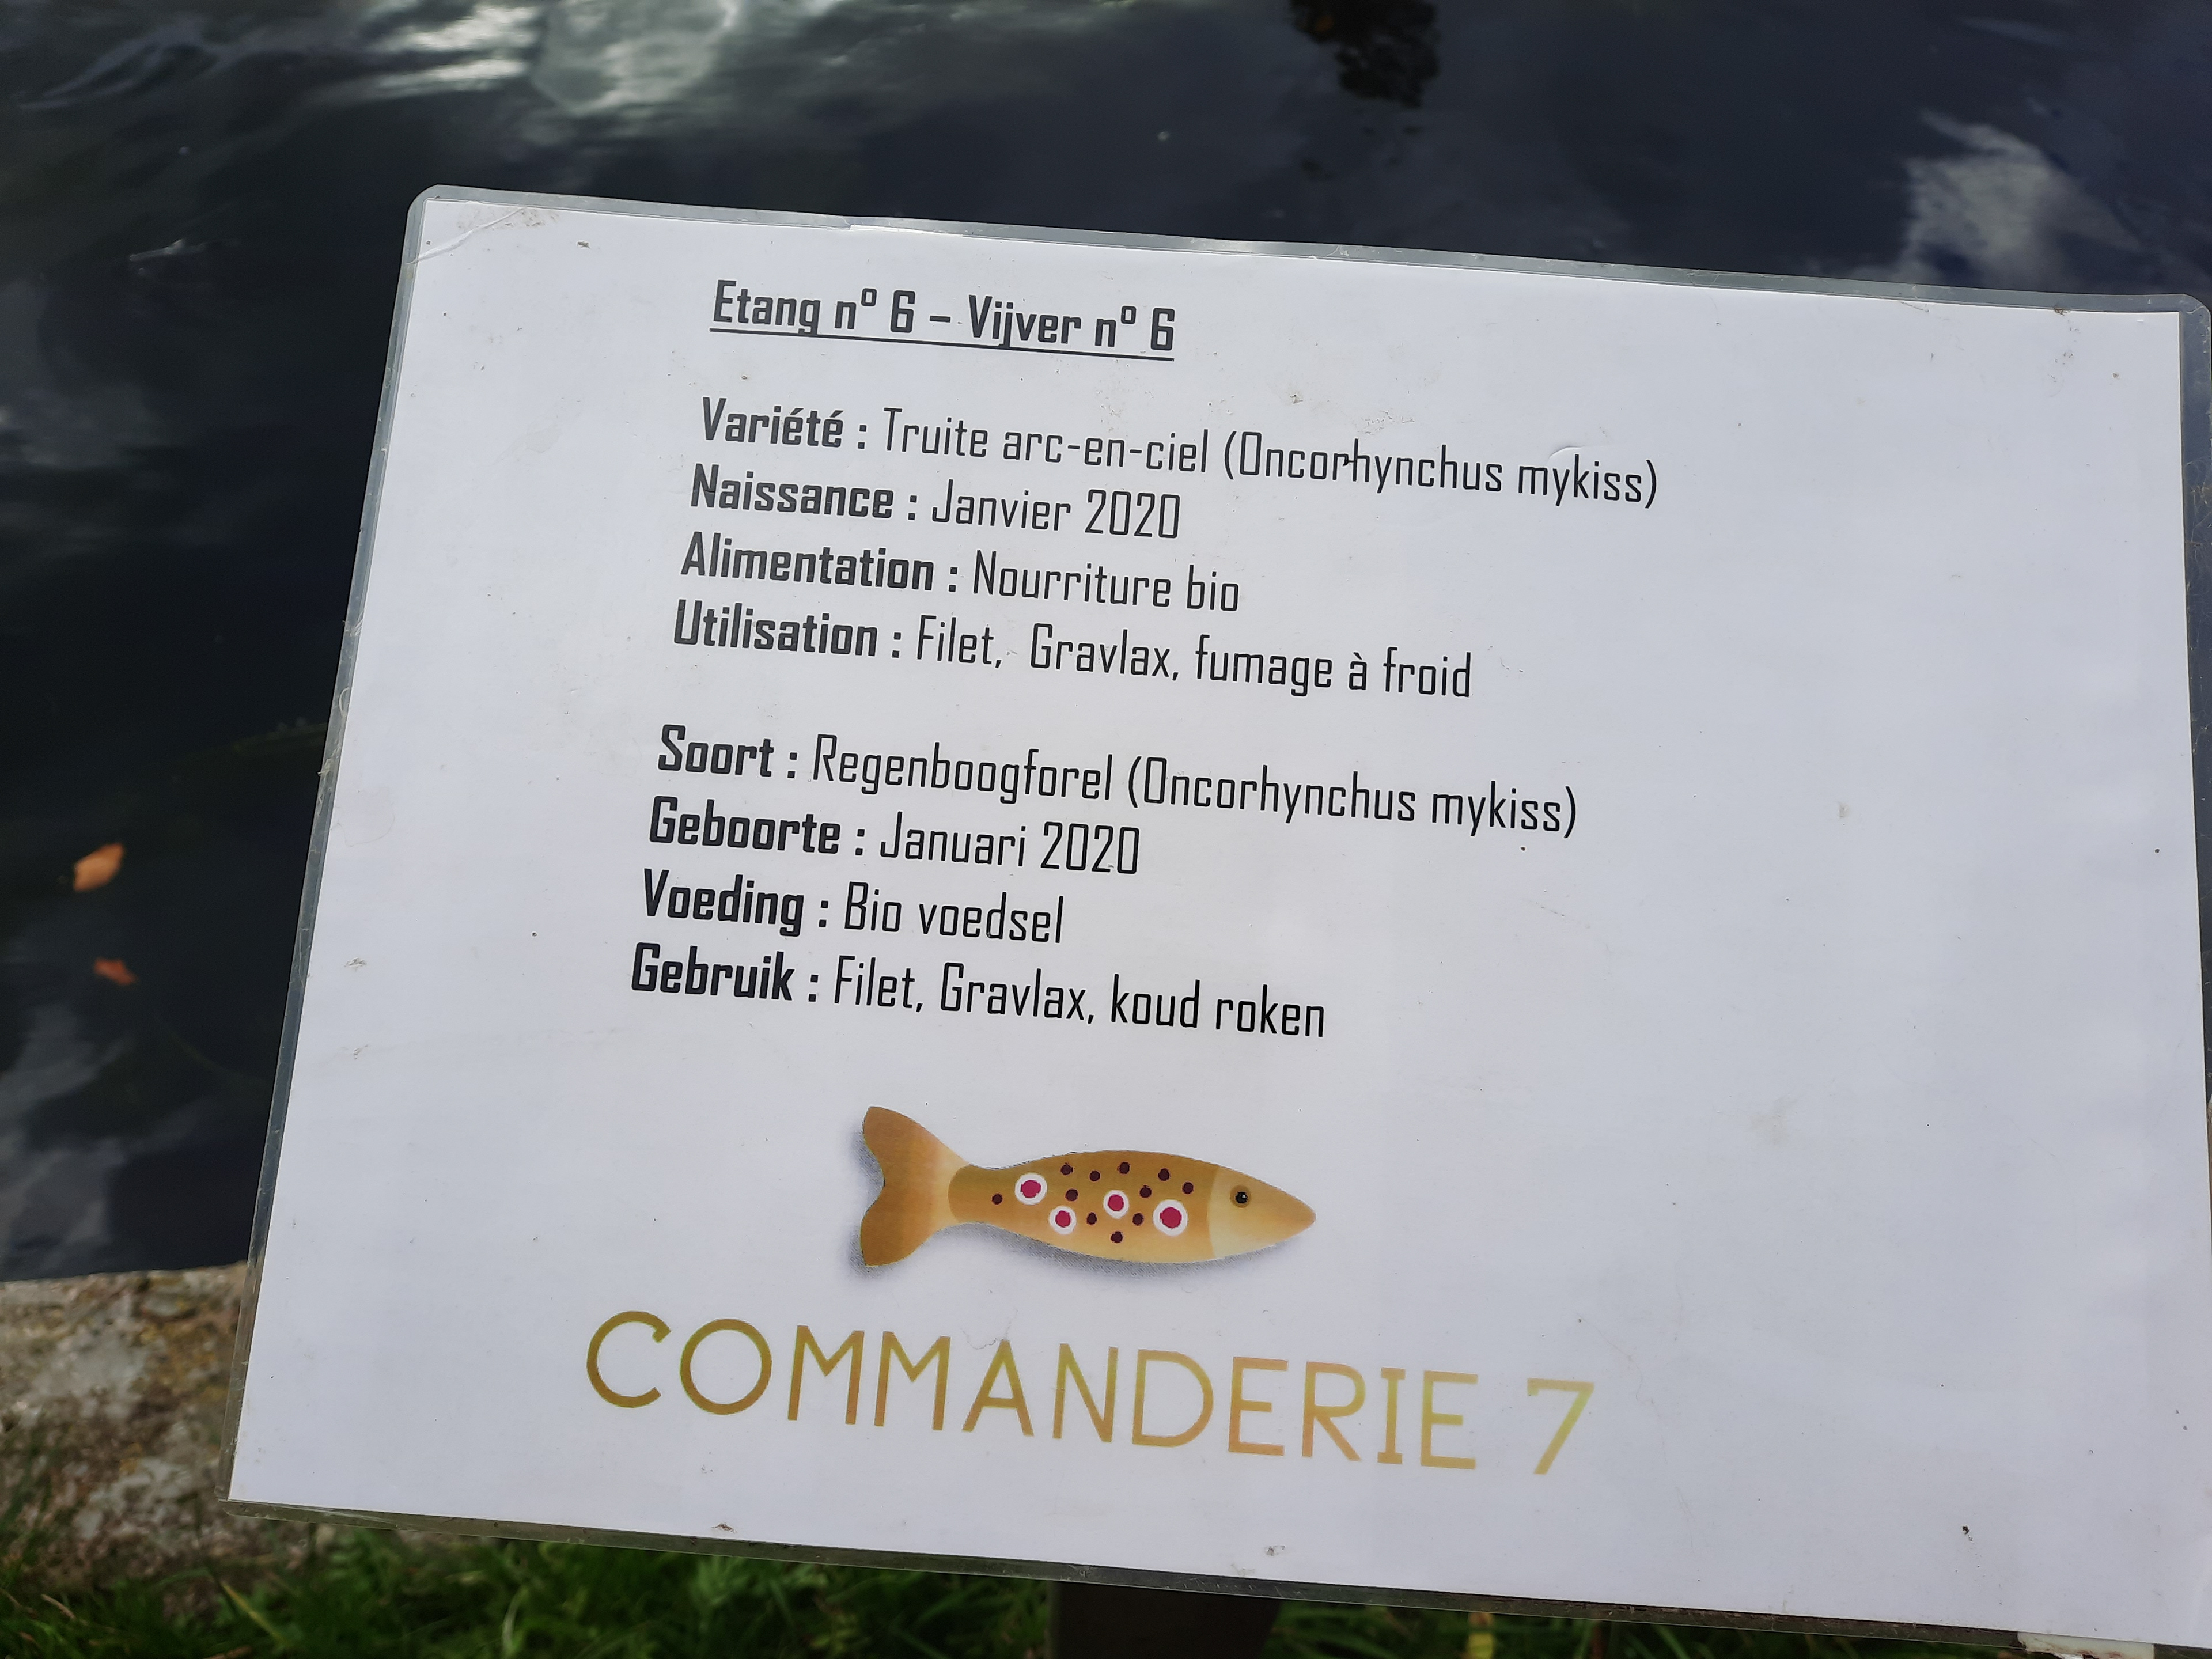 Etang n° 6 – Vijver n° 6
Variété : Truite arc-en-ciel (Oncorhynchus mykiss)
Naissance : Janvier 2020
Alimentation : Nourriture bio
Utilisation : Filet, Gravlax, fumage à froid
Soort : Regenboogforel (Oncorhynchus mykiss)
Geboorte : Januari 2020
Voeding : Bio voedsel
Gebruik : Filet, Gravlax, koud roken
COMMANDERIE 7